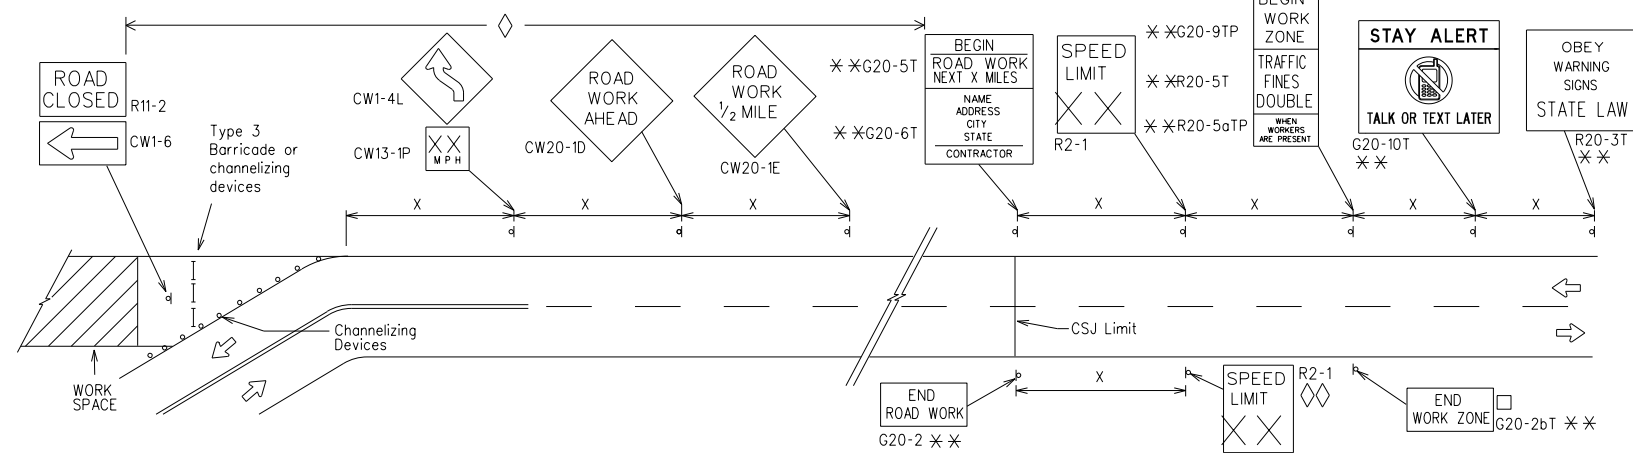 ROAD
CLOSED
R11-2
CW1-6
Type 3
Barricade or
channelizing
devices
CW1-4L
XX
MPH
CW13-1P
ROAD
WORK
AHEAD
CW20-1D
ROAD
WORK
1/2 MILE
CW20-1E
* *G20-5T
* *G20-6T
BEGIN
ROAD WORK
NEXT X MILES
NAME
ADDRESS
CITY
STATE
CONTRACTOR
SPEED
LIMIT
XX
R2-1
* *G20-9TP
* *R20-5T
* *R20-5aTP
BEGIN
WORK
ZONE
TRAFFIC
FINES
DOUBLE
WHEN
WORKERS
ARE PRESENT
STAY ALERT
TALK OR TEXT LATER
G20-10T
* *
OBEY
WARNING
SIGNS
STATE LAW
R20-3T
* *
X
X
X
X
X
X
X
Channelizing
Devices
CSJ Limit
WORK
SPACE
END
ROAD WORK
G20-2 * *
X
SPEED
LIMIT
XX
R2-1
END
WORK ZONE
G20-2bT * *